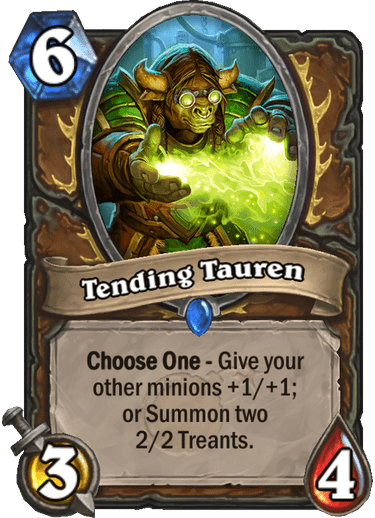 6
Tending Tauren
Choose One - Give your
other minions +1/+1;
or Summon two
2/2 Treants.
3
4